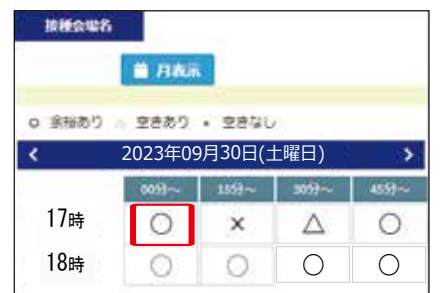 接種会場名
月表示
○ 余裕あり △ 空きあり × 空きなし
< 2023年09月30日(土曜日) >
00分~ 15分~ 30分~ 45分~
17時 ○ × △ ○
18時 ○ ○ ○ ○